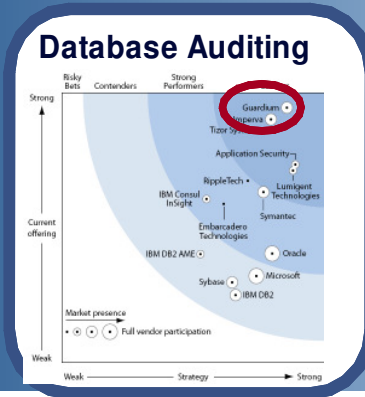 Database Auditing
Risky
Bets
Contenders
Strong
Performers
Strong
Guardium
Imperva
Tizor
Application Security
RippleTech
Lumigent
Technologies
IBM Consul
InSight
Symantec
Current
offering
Embarcadero
Technologies
IBM DB2 AME
Oracle
Microsoft
Sybase
IBM DB2
Market presence
Full vendor participation
Weak
Weak
Strategy
Strong